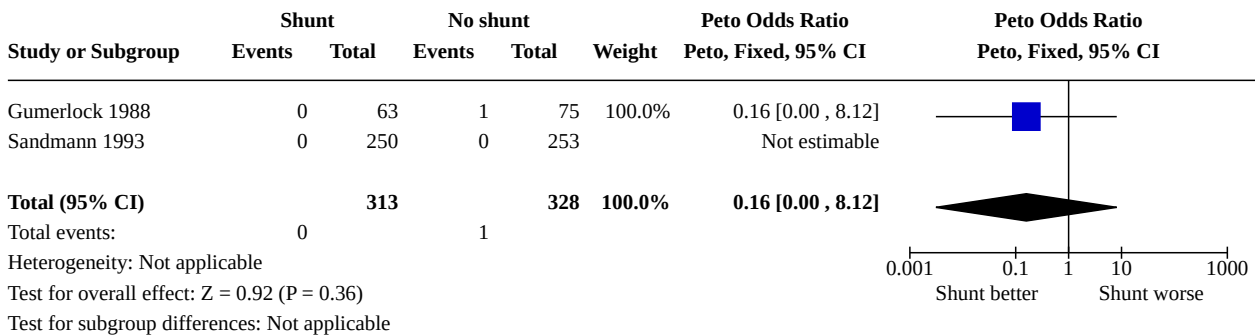 Shunt No shunt Peto Odds Ratio Peto Odds Ratio
Study or Subgroup Events Total Events Total Weight Peto, Fixed, 95% CI Peto, Fixed, 95% CI
Gumerlock 1988 0 63 1 75 100.0% 0.16 [0.00 , 8.12]
Sandmann 1993 0 250 0 253 Not estimable
Total (95% CI) 313 328 100.0% 0.16 [0.00 , 8.12]
Total events: 0 1
Heterogeneity: Not applicable 0.001 0.1 1 10 1000
Test for overall effect: Z = 0.92 (P = 0.36) Shunt better Shunt worse
Test for subgroup differences: Not applicable